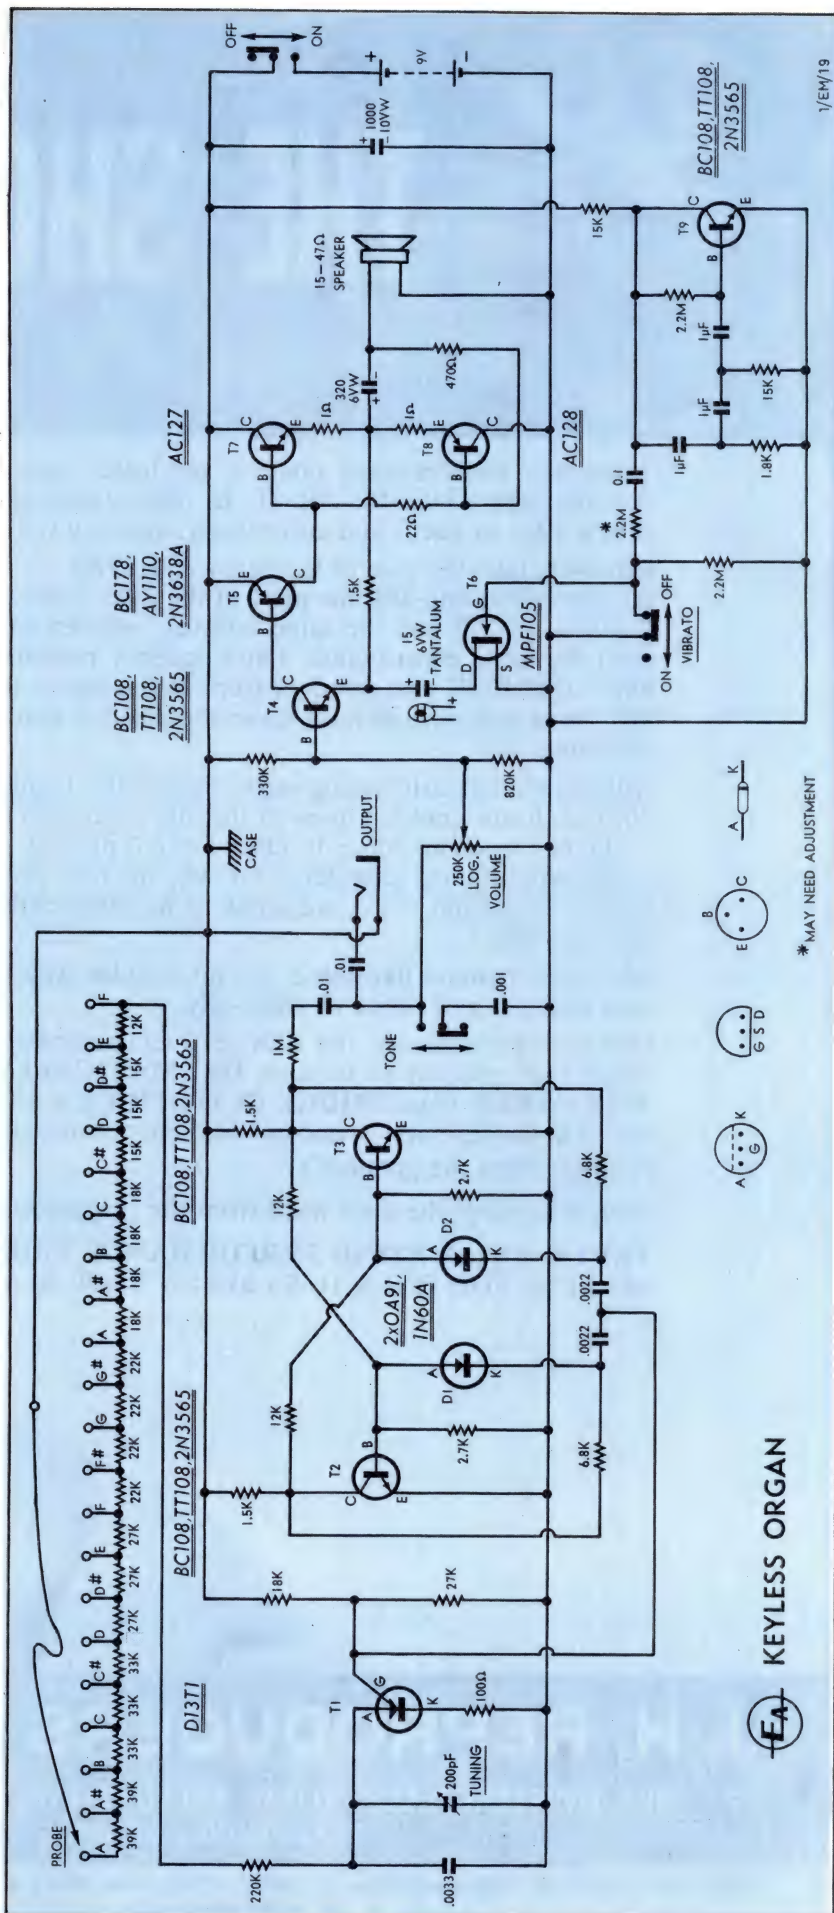 PROBE
A A# B C C# D D# E F F# G G# A A# B C C# D D# E F
39K 39K 33K 33K 33K 27K 27K 27K 22K 22K 22K 22K 18K 18K 18K 18K 15K 15K 15K 12K
220K
.0033
200pF
TUNING
D13T1
T1
A
G
K
100Ω
18K
27K
BC108,TT108,2N3565
1.5K
T2
C
B
E
12K
2.7K
6.8K
D1
A
K
2xOA91,
1N60A
.0022
.0022
D2
A
K
12K
BC108,TT108,2N3565
1.5K
T3
C
B
E
2.7K
6.8K
1M
.01
.01
TONE
.001
OUTPUT
CASE
250K
LOG.
VOLUME
330K
820K
BC108,
TT108,
2N3565
T4
C
B
E
BC178,
AY1110,
2N3638A
T5
E
B
C
1.5K
15
6VW
TANTALUM
+
+
T6
D
G
S
MPF105
22Ω
AC127
T7
C
B
E
1Ω
1Ω
T8
E
B
C
AC128
320
6VW
+ −
470Ω
15–47Ω
SPEAKER
+ 1000
− 10VW
OFF
ON
+
9V
−
15K
BC108,TT108,
2N3565
T9
C
B
E
2.2M
1µF
1µF
1µF
15K
1.8K
0.1
*
2.2M
2.2M
ON OFF
VIBRATO
EA KEYLESS ORGAN
A
G
K
G S D
B
E C
A K
*MAY NEED ADJUSTMENT
1/EM/19